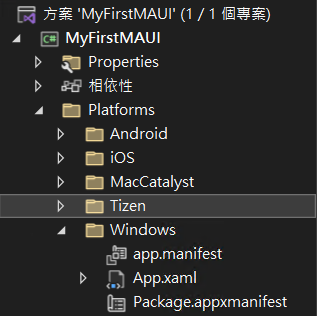 方案 'MyFirstMAUI' (1 / 1 個專案)
C# MyFirstMAUI
Properties
相依性
Platforms
Android
iOS
MacCatalyst
Tizen
Windows
app.manifest
App.xaml
Package.appxmanifest